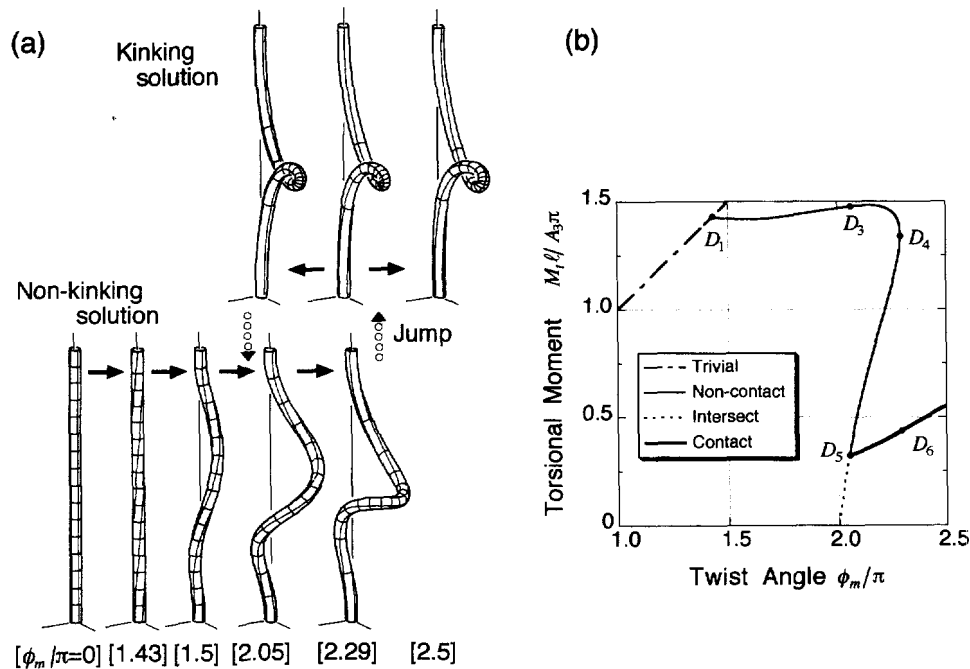 (a)
Kinking
solution
Non-kinking
solution
Jump
[ϕm/π=0] [1.43] [1.5] [2.05] [2.29] [2.5]
(b)
Torsional Moment Mtℓ/A3π
1.5
1.0
0.5
0
D1
D3
D4
D5
D6
Trivial
Non-contact
Intersect
Contact
1.0 1.5 2.0 2.5
Twist Angle ϕm/π